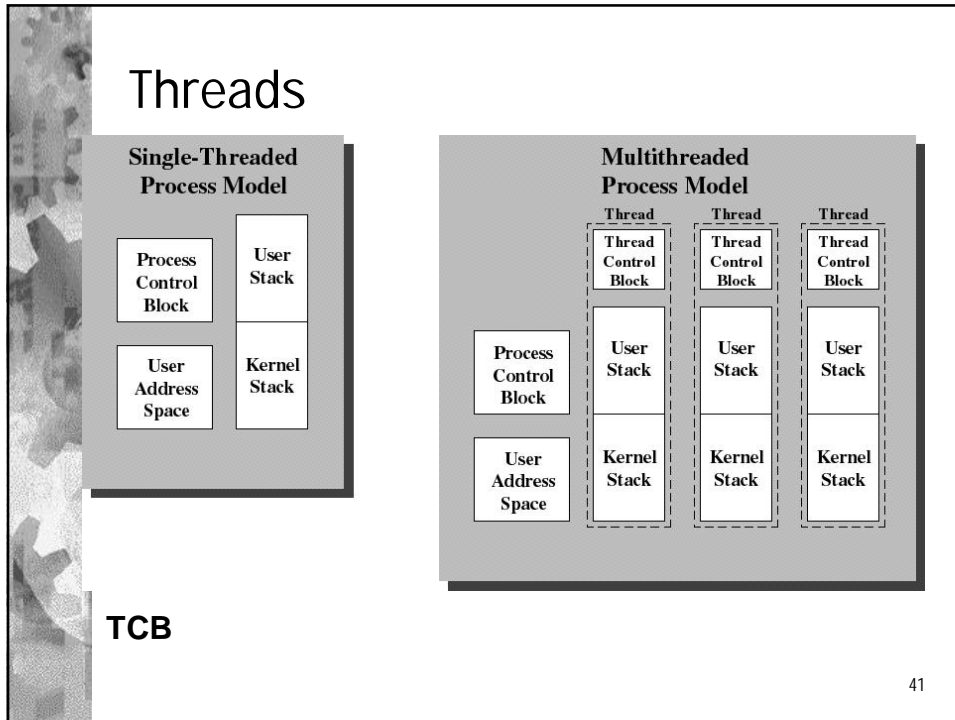 Threads
Single-Threaded
Process Model
Process
Control
Block
User
Stack
User
Address
Space
Kernel
Stack
Multithreaded
Process Model
Thread
Thread
Thread
Thread
Control
Block
Thread
Control
Block
Thread
Control
Block
Process
Control
Block
User
Stack
User
Stack
User
Stack
User
Address
Space
Kernel
Stack
Kernel
Stack
Kernel
Stack
TCB
41